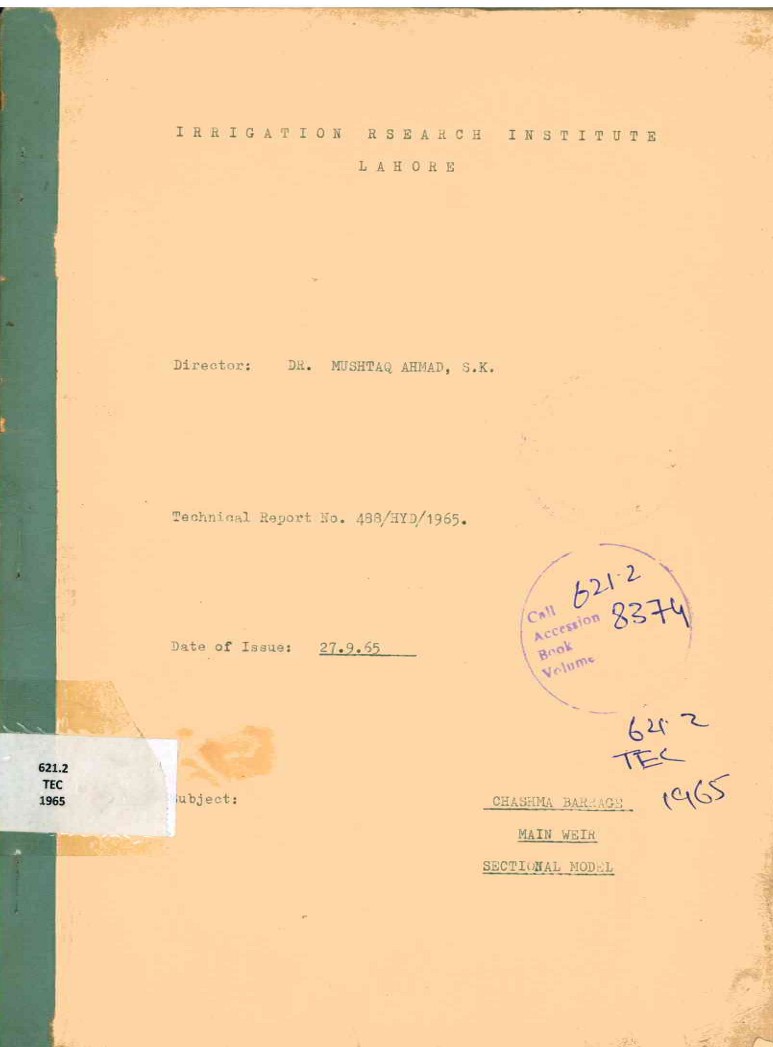 IRRIGATION RSEARCH INSTITUTE
LAHORE
Director: DR. MUSHTAQ AHMAD, S.K.
Technical Report No. 488/HYD/1965.
Call 621.2
Accession 8374
Book
Volume
Date of Issue: 27.9.65
621.2
TEC
1965
621.2
TEC
1965
ubject: CHASHMA BARRAGE
MAIN WEIR
SECTIONAL MODEL